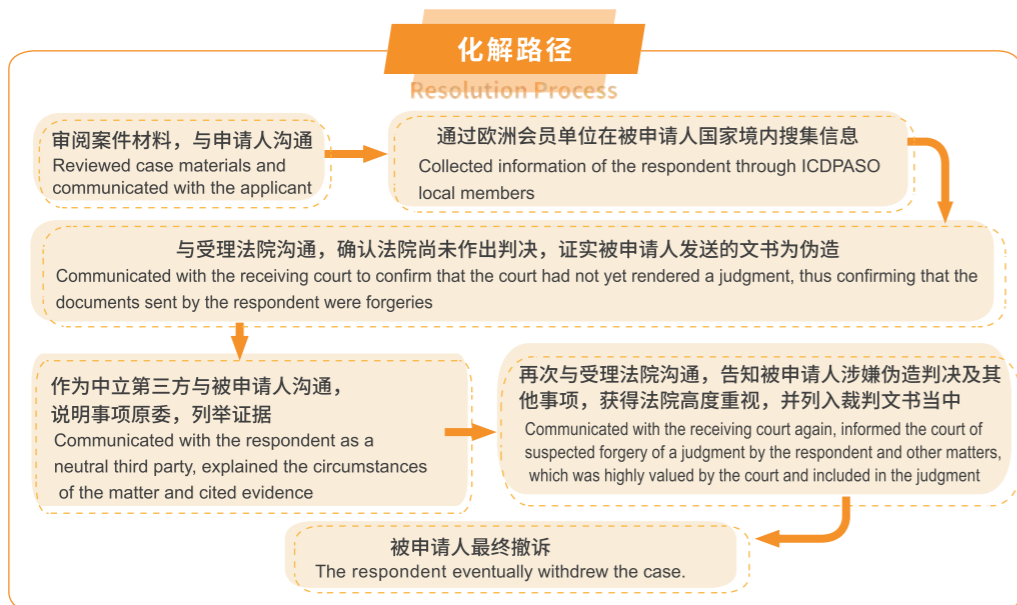 化解路径
Resolution Process
审阅案件材料，与申请人沟通
Reviewed case materials and
communicated with the applicant
通过欧洲会员单位在被申请人国家境内搜集信息
Collected information of the respondent through ICDPASO
local members
与受理法院沟通，确认法院尚未作出判决，证实被申请人发送的文书为伪造
Communicated with the receiving court to confirm that the court had not yet rendered a judgment, thus confirming that the
documents sent by the respondent were forgeries
作为中立第三方与被申请人沟通，
说明事项原委，列举证据
Communicated with the respondent as a
neutral third party, explained the circumstances
of the matter and cited evidence
再次与受理法院沟通，告知被申请人涉嫌伪造判决及其
他事项，获得法院高度重视，并列入裁判文书当中
Communicated with the receiving court again, informed the court of
suspected forgery of a judgment by the respondent and other matters,
which was highly valued by the court and included in the judgment
被申请人最终撤诉
The respondent eventually withdrew the case.